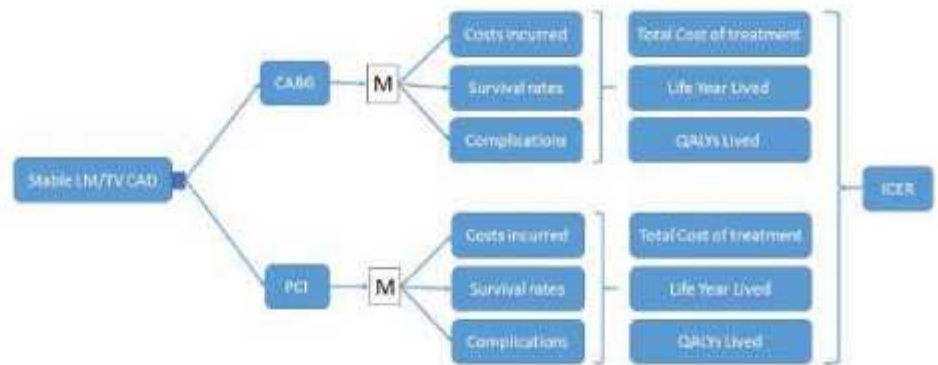 Stable LM/TV CAD
CABG
M
Costs incurred
Survival rates
Complications
Total Cost of treatment
Life Year Lived
QALYs Lived
PCI
M
Costs incurred
Survival rates
Complications
Total Cost of treatment
Life Year Lived
QALYs Lived
ICER